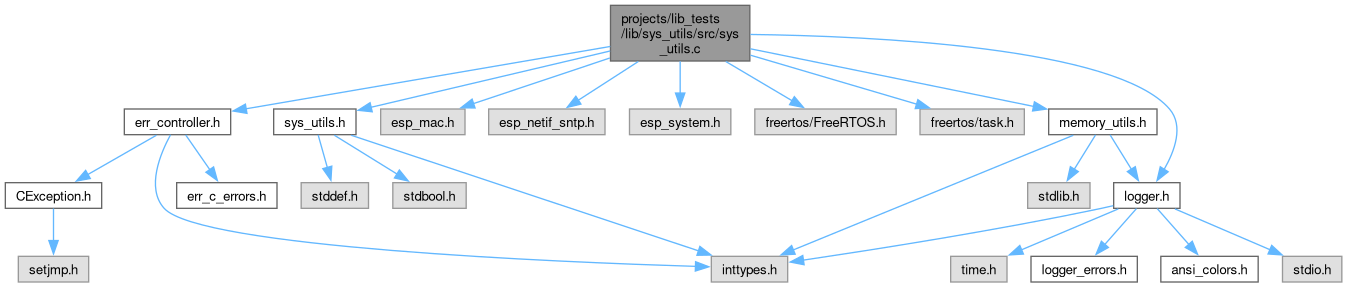 projects/lib_tests
/lib/sys_utils/src/sys
_utils.c
err_controller.h
sys_utils.h
esp_mac.h
esp_netif_sntp.h
esp_system.h
freertos/FreeRTOS.h
freertos/task.h
memory_utils.h
CException.h
err_c_errors.h
stddef.h
stdbool.h
stdlib.h
logger.h
setjmp.h
inttypes.h
time.h
logger_errors.h
ansi_colors.h
stdio.h